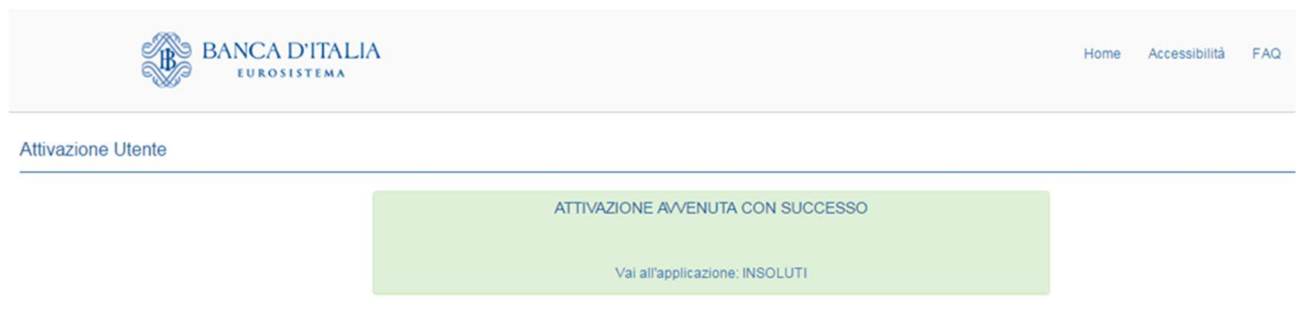 BANCA D'ITALIA
EUROSISTEMA
Home Accessibilità FAQ
Attivazione Utente
ATTIVAZIONE AVVENUTA CON SUCCESSO
Vai all'applicazione: INSOLUTI